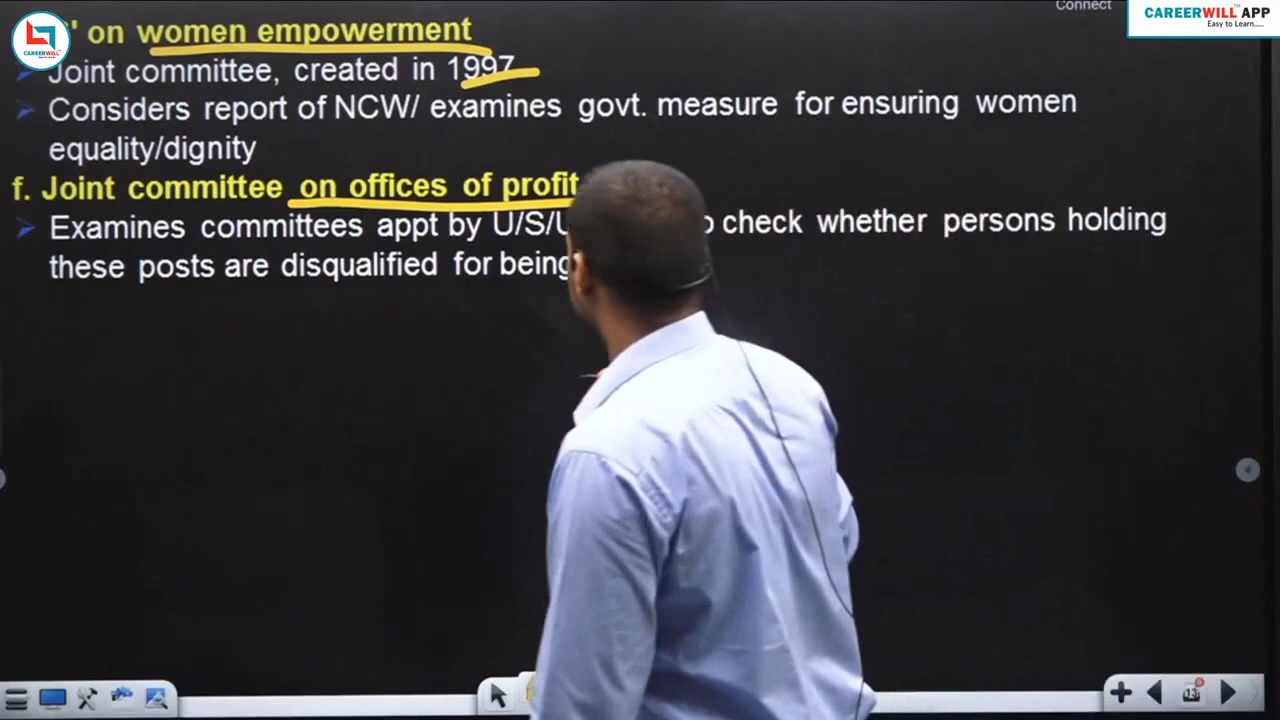 Connect
CAREERWILL APP
Easy to Learn.....
CAREERWILL
' on women empowerment
Joint committee, created in 1997
Considers report of NCW/ examines govt. measure for ensuring women
equality/dignity
f. Joint committee on offices of profit
Examines committees appt by U/S/U check whether persons holding
these posts are disqualified for being
13